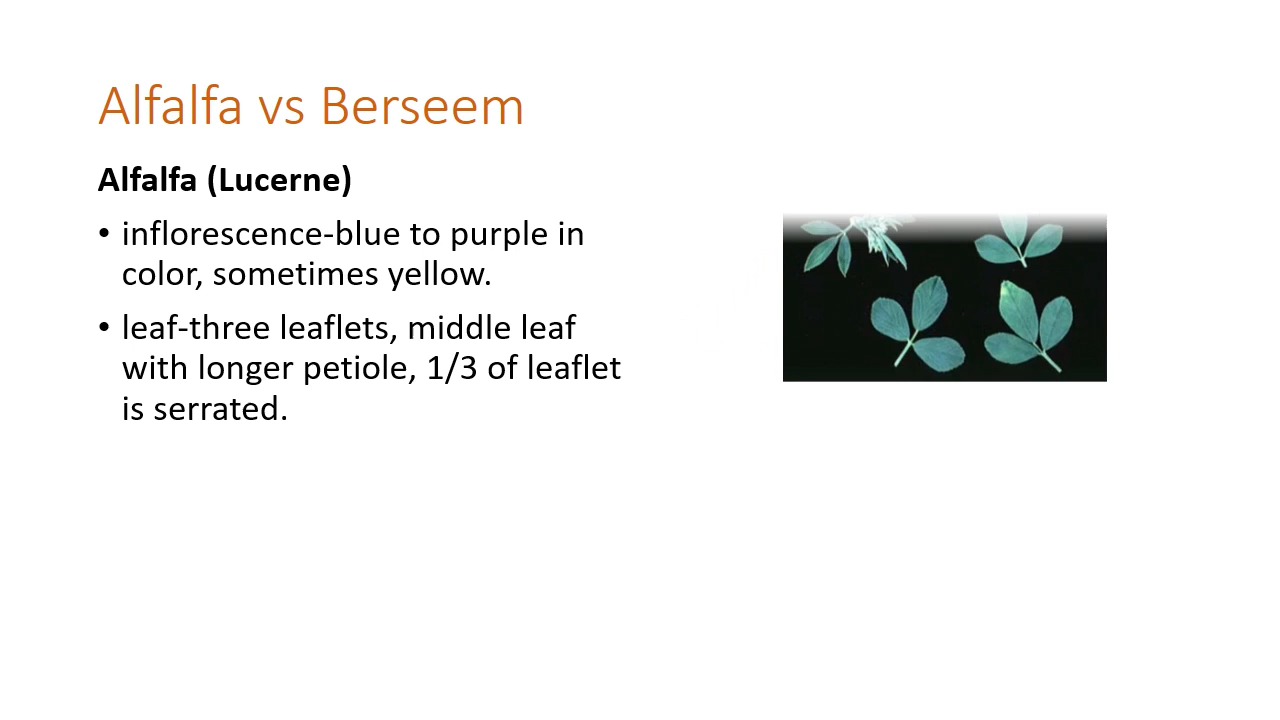 Alfalfa vs Berseem
Alfalfa (Lucerne)
• inflorescence-blue to purple in
color, sometimes yellow.
• leaf-three leaflets, middle leaf
with longer petiole, 1/3 of leaflet
is serrated.